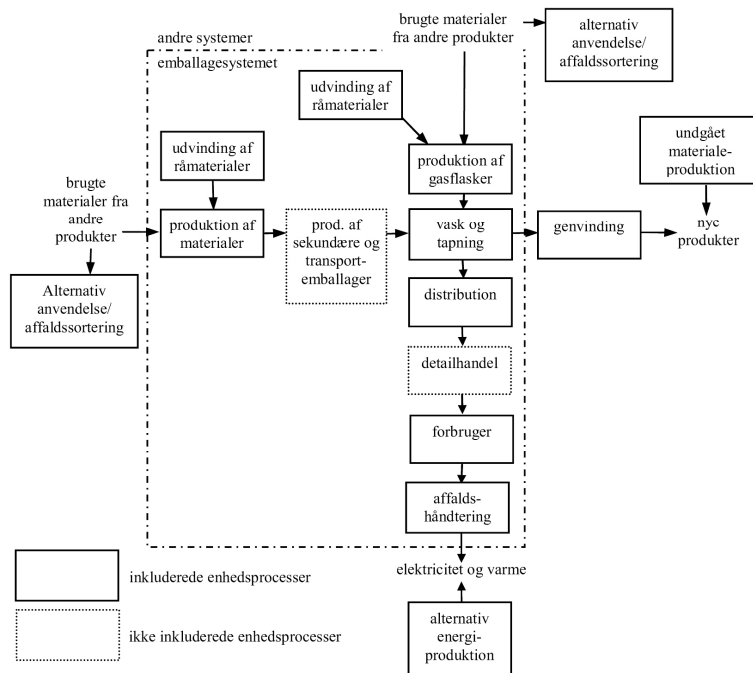 andre systemer
emballagesystemet
brugte materialer
fra andre produkter
alternativ
anvendelse/
affaldssortering
udvinding af
råmaterialer
udvinding af
råmaterialer
produktion af
gasflasker
undgået
materiale-
produktion
brugte
materialer fra
andre
produkter
produktion af
materialer
prod. af
sekundære og
transport-
emballager
vask og
tapning
genvinding
nye
produkter
Alternativ
anvendelse/
affaldssortering
distribution
detailhandel
forbruger
affalds-
håndtering
elektricitet og varme
inkluderede enhedsprocesser
ikke inkluderede enhedsprocesser
alternativ
energi-
produktion